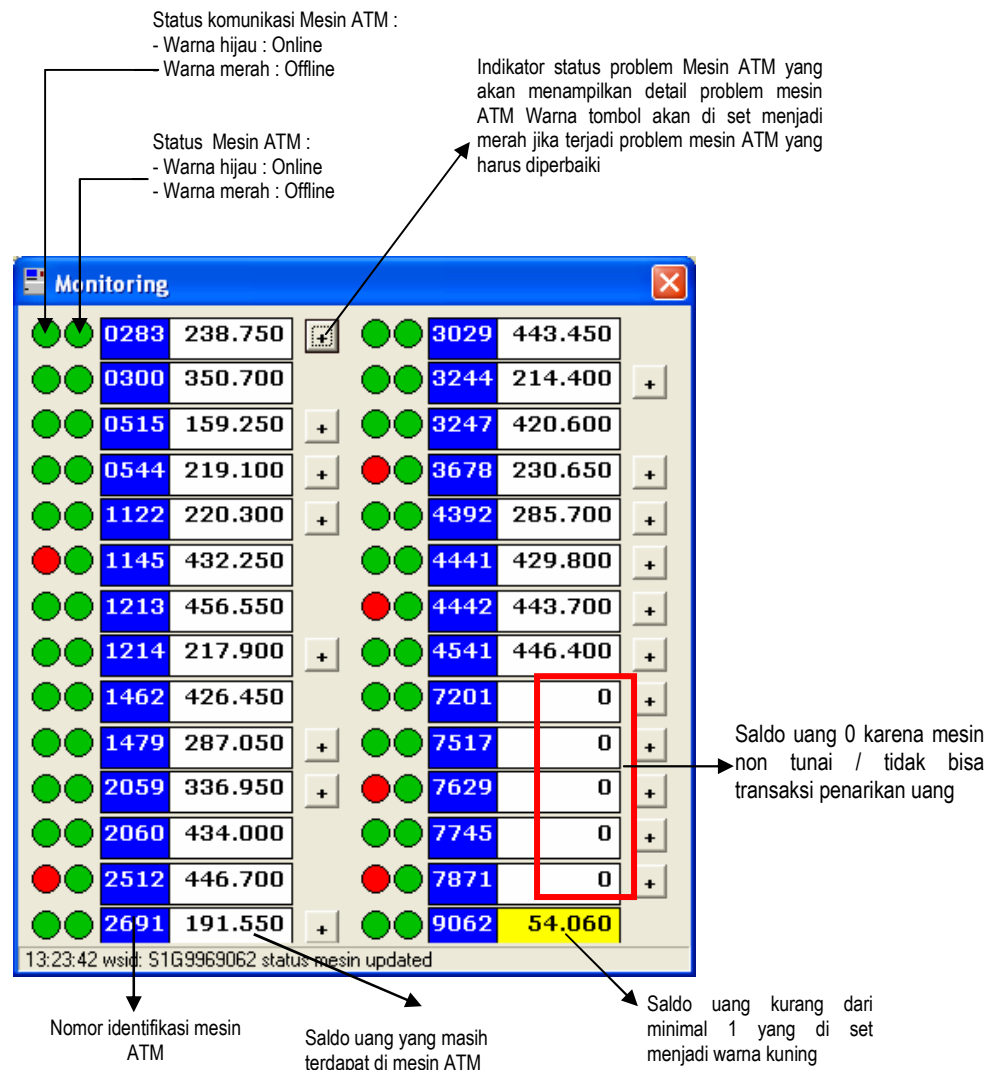 Status komunikasi Mesin ATM :
- Warna hijau : Online
- Warna merah : Offline
Indikator status problem Mesin ATM yang
akan menampilkan detail problem mesin
ATM Warna tombol akan di set menjadi
merah jika terjadi problem mesin ATM yang
harus diperbaiki
Status Mesin ATM :
- Warna hijau : Online
- Warna merah : Offline
Monitoring
0283 238.750 + 3029 443.450
0300 350.700 3244 214.400 +
0515 159.250 + 3247 420.600
0544 219.100 + 3678 230.650 +
1122 220.300 + 4392 285.700 +
1145 432.250 4441 429.800 +
1213 456.550 4442 443.700 +
1214 217.900 + 4541 446.400 +
1462 426.450 7201 0 +
1479 287.050 + 7517 0 +
2059 336.950 + 7629 0 +
2060 434.000 7745 0 +
2512 446.700 7871 0 +
2691 191.550 + 9062 54.060
Saldo uang 0 karena mesin
non tunai / tidak bisa
transaksi penarikan uang
13:23:42 wsid: S1G9969062 status mesin updated
Nomor identifikasi mesin
ATM
Saldo uang yang masih
terdapat di mesin ATM
Saldo uang kurang dari
minimal 1 yang di set
menjadi warna kuning